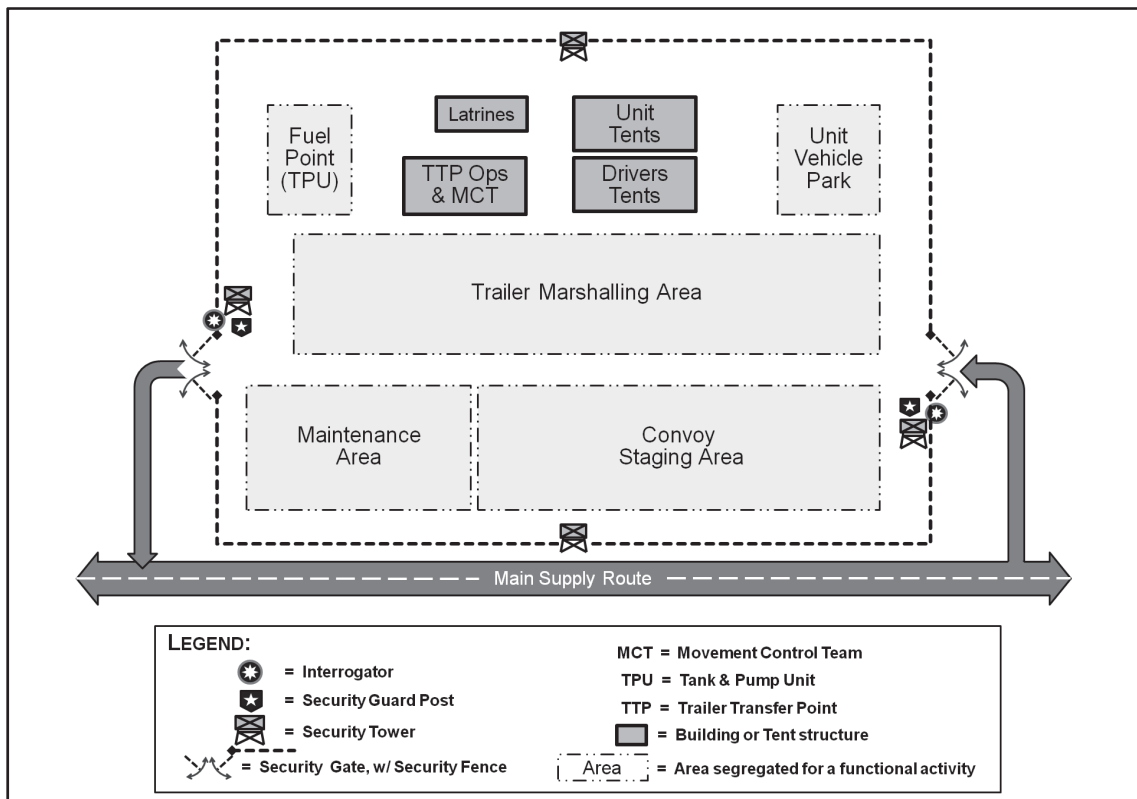 Fuel
Point
(TPU)
Latrines
TTP Ops
& MCT
Unit
Tents
Drivers
Tents
Unit
Vehicle
Park
Trailer Marshalling Area
Maintenance
Area
Convoy
Staging Area
Main Supply Route
LEGEND:
= Interrogator
= Security Guard Post
= Security Tower
= Security Gate, w/ Security Fence
MCT = Movement Control Team
TPU = Tank & Pump Unit
TTP = Trailer Transfer Point
= Building or Tent structure
Area = Area segregated for a functional activity